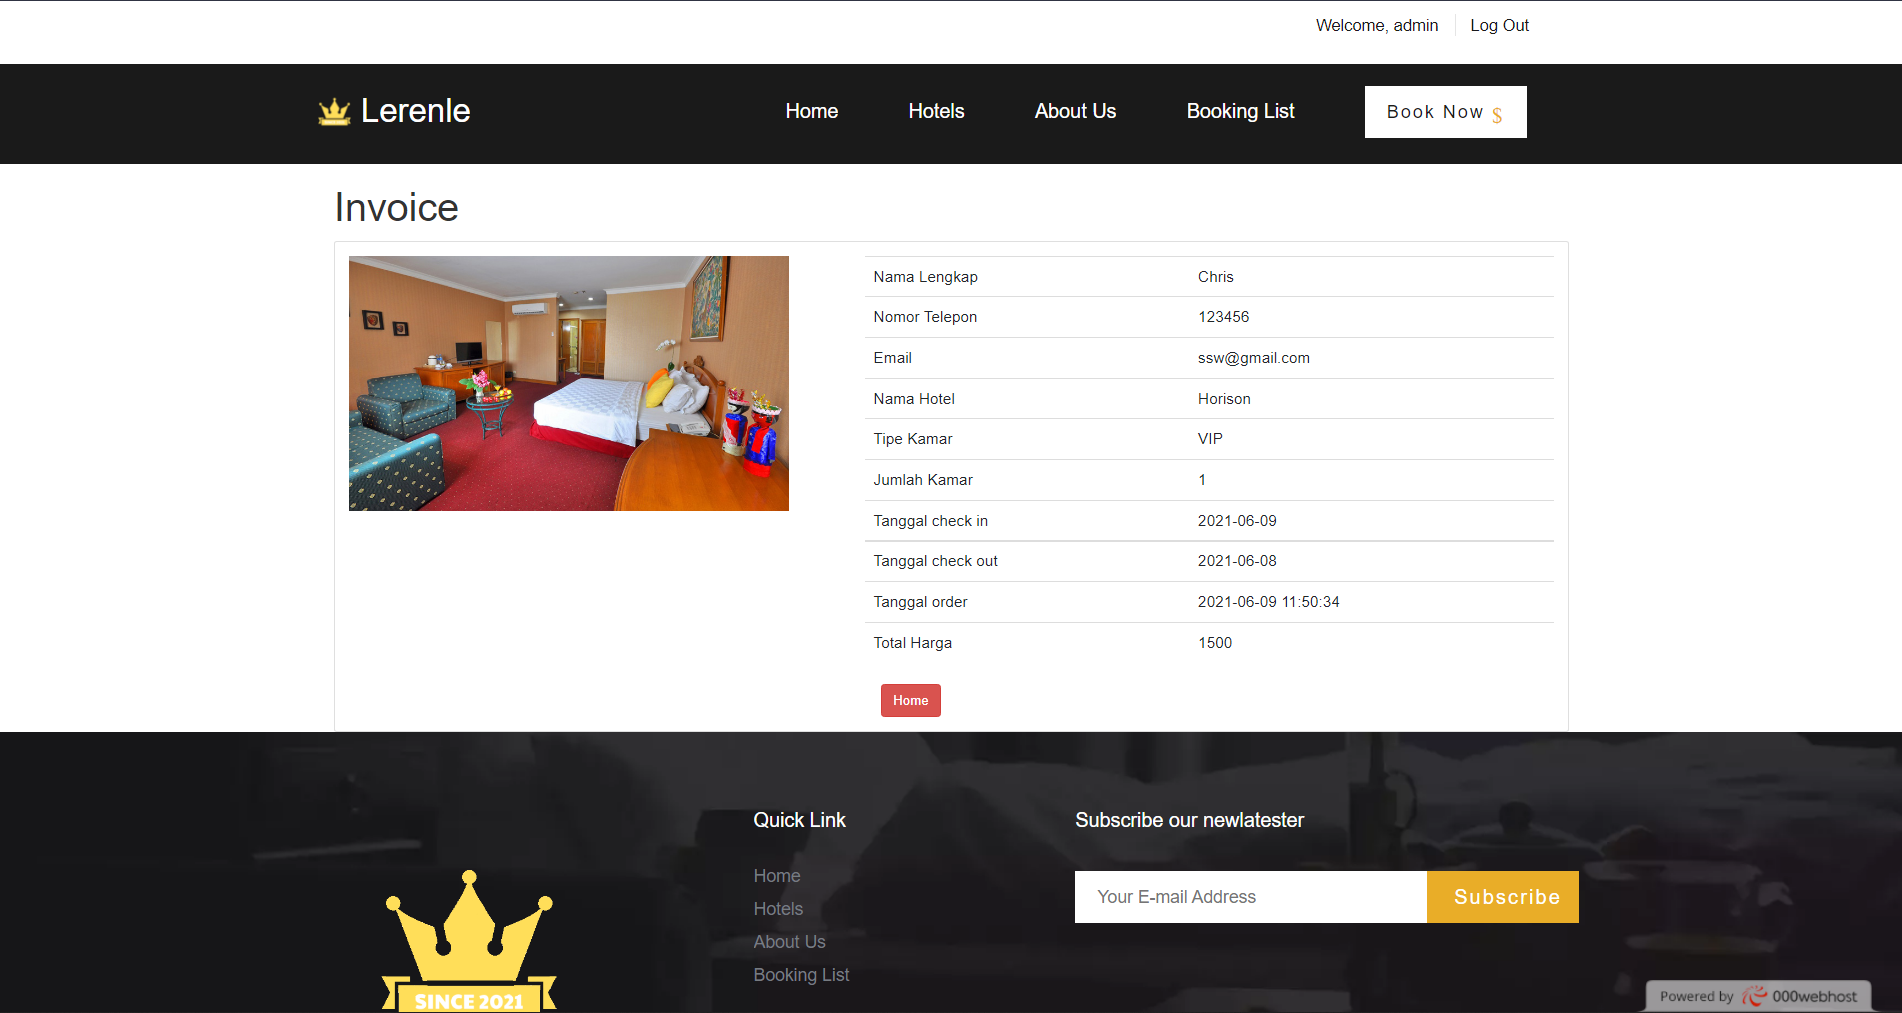 Welcome, admin Log Out
Lerenle Home Hotels About Us Booking List Book Now $
Invoice
Nama Lengkap Chris
Nomor Telepon 123456
Email ssw@gmail.com
Nama Hotel Horison
Tipe Kamar VIP
Jumlah Kamar 1
Tanggal check in 2021-06-09
Tanggal check out 2021-06-08
Tanggal order 2021-06-09 11:50:34
Total Harga 1500
Home
Quick Link
Home
Hotels
About Us
Booking List
Subscribe our newlatester
Your E-mail Address Subscribe
SINCE 2021
Powered by 000webhost